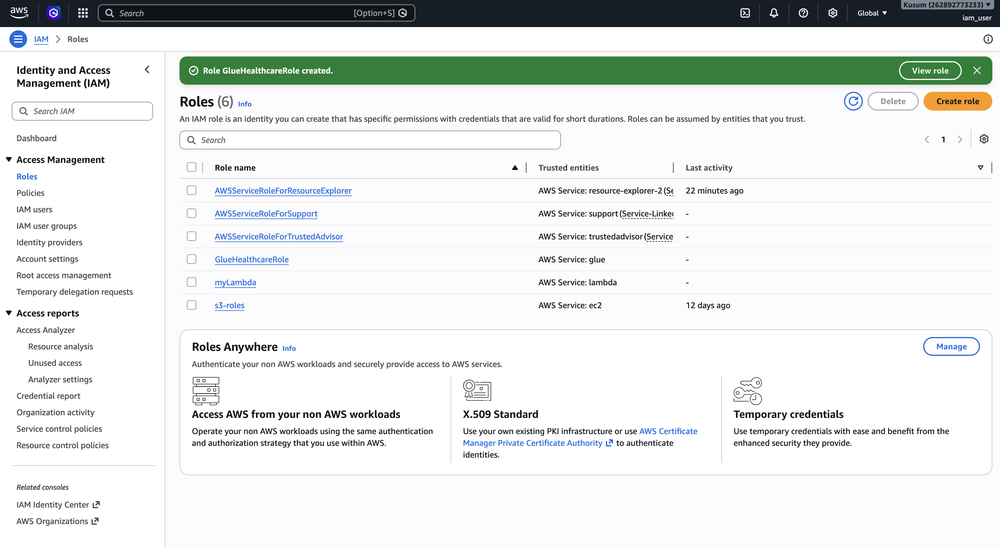 aws
Search
[Option+S]
Global
Kusum (262892773233)
iam_user
IAM
Roles
Identity and Access
Management (IAM)
Search IAM
Dashboard
Access Management
Roles
Policies
IAM users
IAM user groups
Identity providers
Account settings
Root access management
Temporary delegation requests
Access reports
Access Analyzer
Resource analysis
Unused access
Analyzer settings
Credential report
Organization activity
Service control policies
Resource control policies
Related consoles
IAM Identity Center
AWS Organizations
Role GlueHealthcareRole created.
View role
Roles (6) Info
Delete
Create role
An IAM role is an identity you can create that has specific permissions with credentials that are valid for short durations. Roles can be assumed by entities that you trust.
Search
1
Role name Trusted entities Last activity
AWSServiceRoleForResourceExplorer AWS Service: resource-explorer-2 (Se 22 minutes ago
AWSServiceRoleForSupport AWS Service: support (Service-Linked -
AWSServiceRoleForTrustedAdvisor AWS Service: trustedadvisor (Service -
GlueHealthcareRole AWS Service: glue -
myLambda AWS Service: lambda -
s3-roles AWS Service: ec2 12 days ago
Roles Anywhere Info
Manage
Authenticate your non AWS workloads and securely provide access to AWS services.
Access AWS from your non AWS workloads
Operate your non AWS workloads using the same authentication
and authorization strategy that you use within AWS.
X.509 Standard
Use your own existing PKI infrastructure or use AWS Certificate
Manager Private Certificate Authority to authenticate
identities.
Temporary credentials
Use temporary credentials with ease and benefit from the
enhanced security they provide.